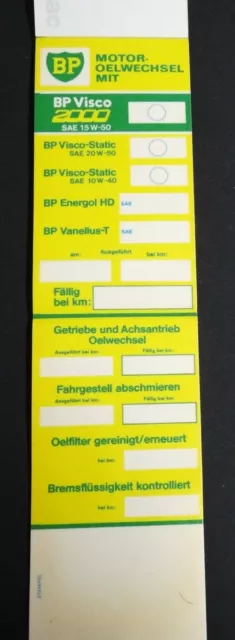 BP
MOTOR-
OELWECHSEL
MIT
BP Visco
2000
SAE 15W-50
BP Visco-Static
SAE 20W-50
BP Visco-Static
SAE 10W-40
BP Energol HD
SAE
BP Vanellus-T
SAE
am:
Ausgeführt
bei km:
Fällig
bei km:
Getriebe und Achsantrieb
Oelwechsel
Ausgeführt bei km:
Fällig bei km:
Fahrgestell abschmieren
Ausgeführt bei km:
Fällig bei km:
Oelfilter gereinigt/erneuert
bei km:
Bremsflüssigkeit kontrolliert
bei km: